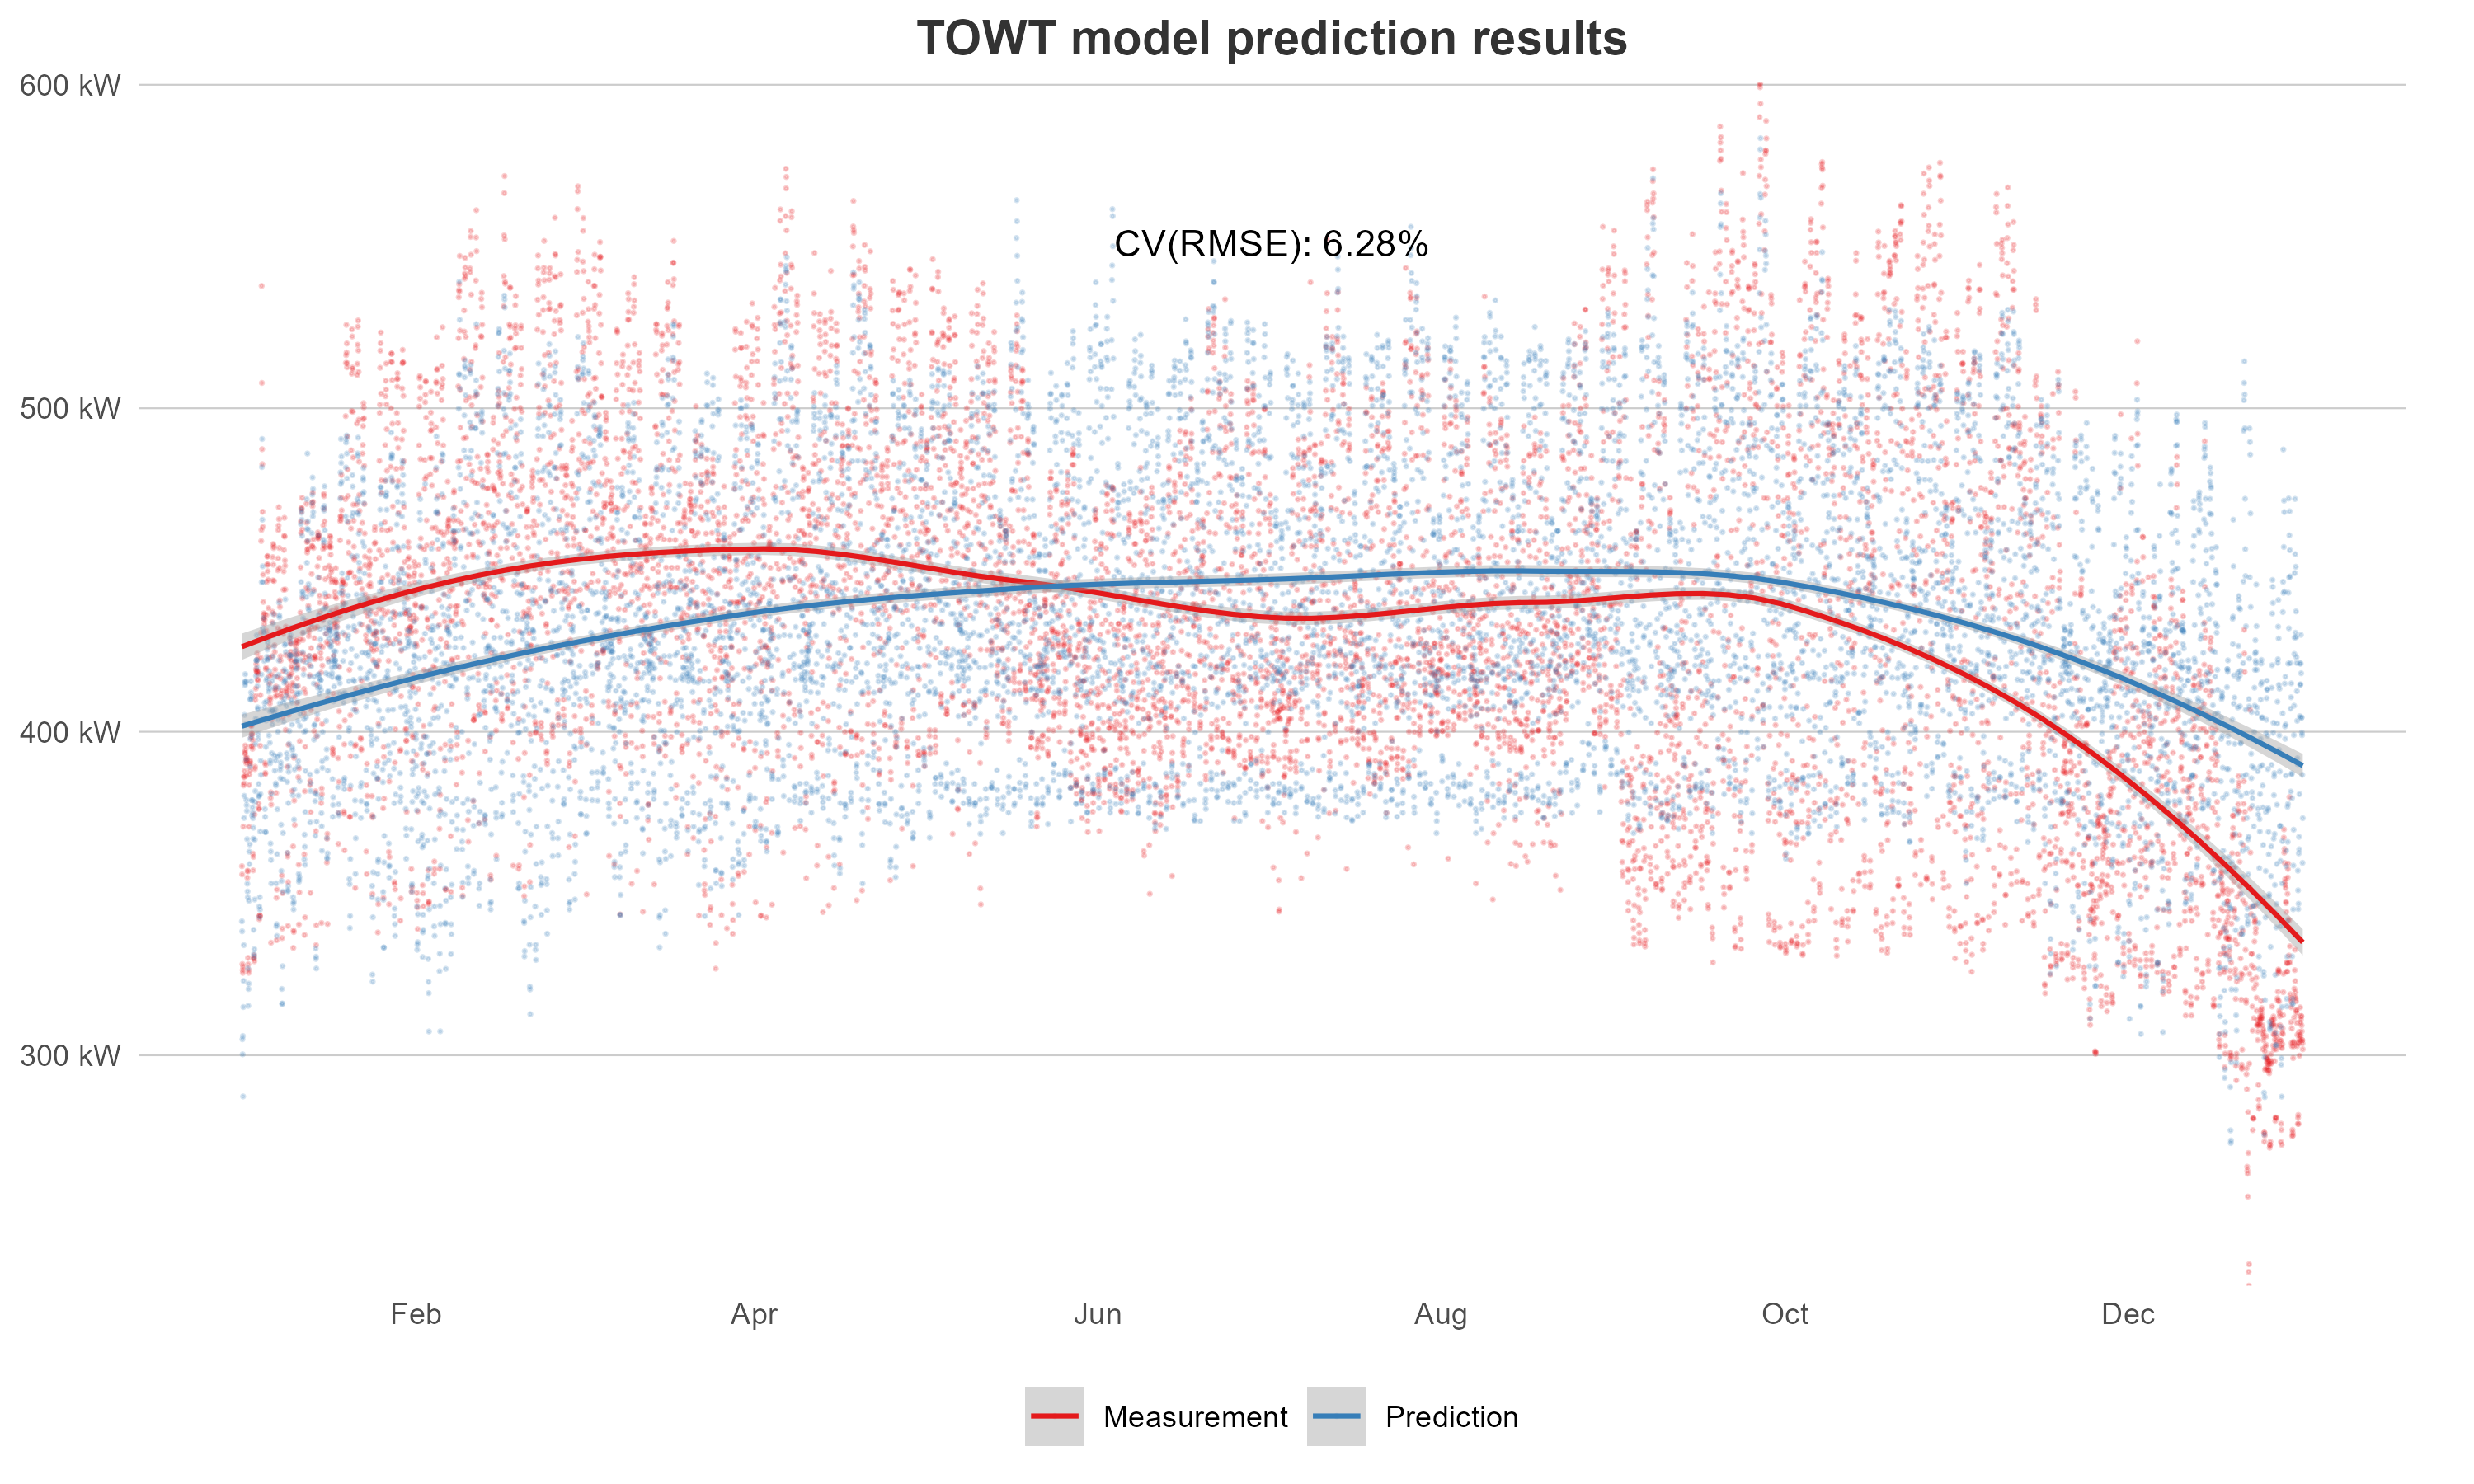 TOWT model prediction results
600 kW
CV(RMSE): 6.28%
500 kW
400 kW
300 kW
Feb Apr Jun Aug Oct Dec
Measurement Prediction